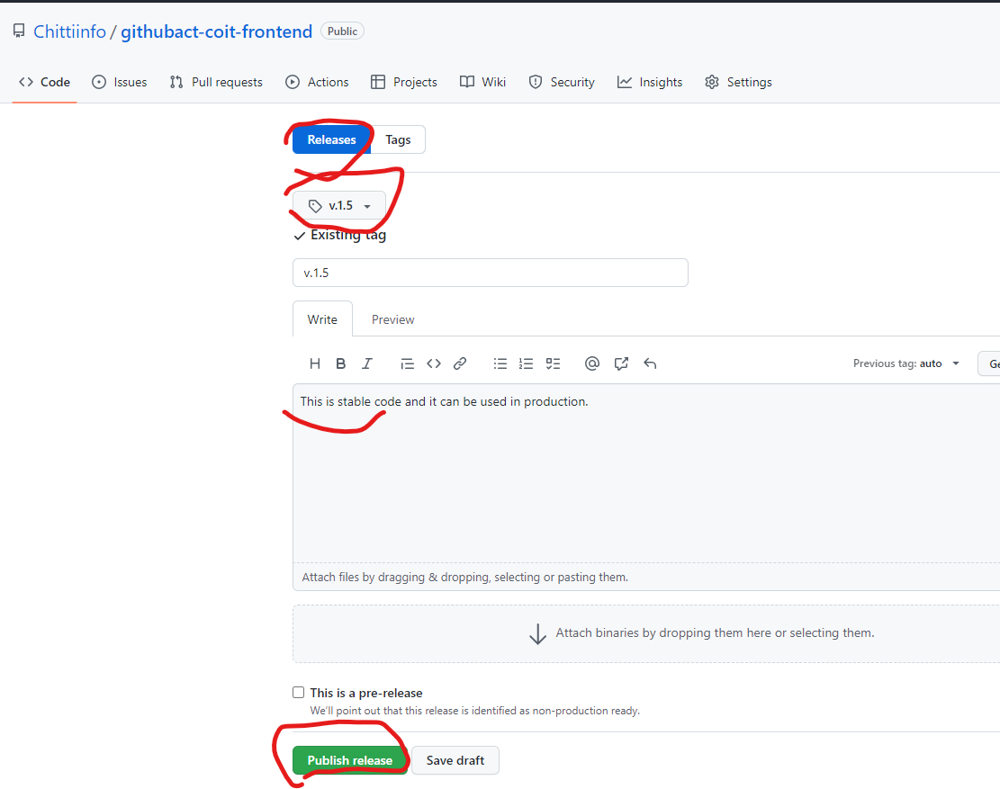 Chittiinfo / githubact-coit-frontend Public
Code Issues Pull requests Actions Projects Wiki Security Insights Settings
Releases Tags
v.1.5
Existing tag
v.1.5
Write Preview
H B I @ Previous tag: auto
This is stable code and it can be used in production.
Attach files by dragging & dropping, selecting or pasting them.
Attach binaries by dropping them here or selecting them.
This is a pre-release
We'll point out that this release is identified as non-production ready.
Publish release Save draft